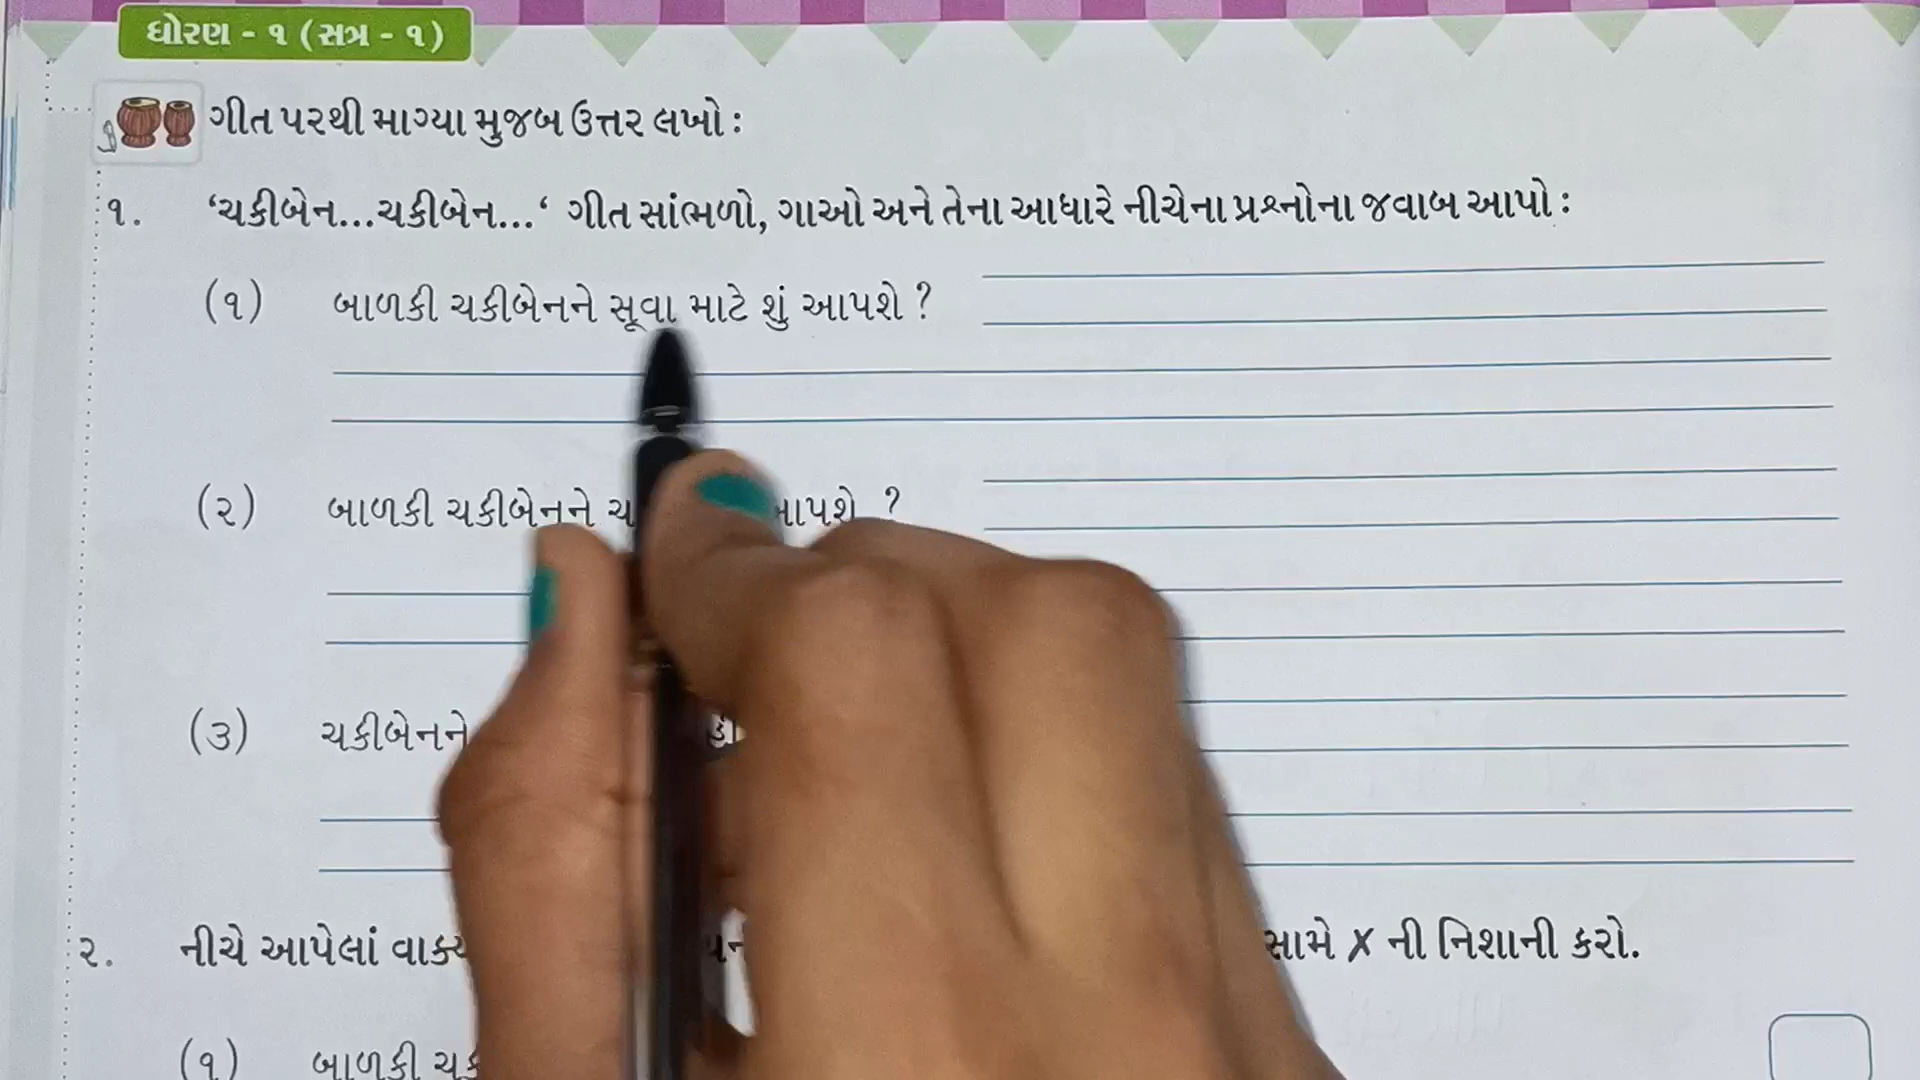 ધોરણ - ૧ (સત્ર - ૧)
ગીત પરથી માગ્યા મુજબ ઉત્તર લખો :
૧. ‘ચકીબેન...ચકીબેન...‘ ગીત સાંભળો, ગાઓ અને તેના આધારે નીચેના પ્રશ્નોના જવાબ આપો :
(૧) બાળકી ચકીબેનને સૂવા માટે શું આપશે ?
(૨) બાળકી ચકીબેનને આપશે ?
(૩) ચકીબેનને
૨. નીચે આપેલાં સામે ✗ ની નિશાની કરો.
(૧) બાળકી